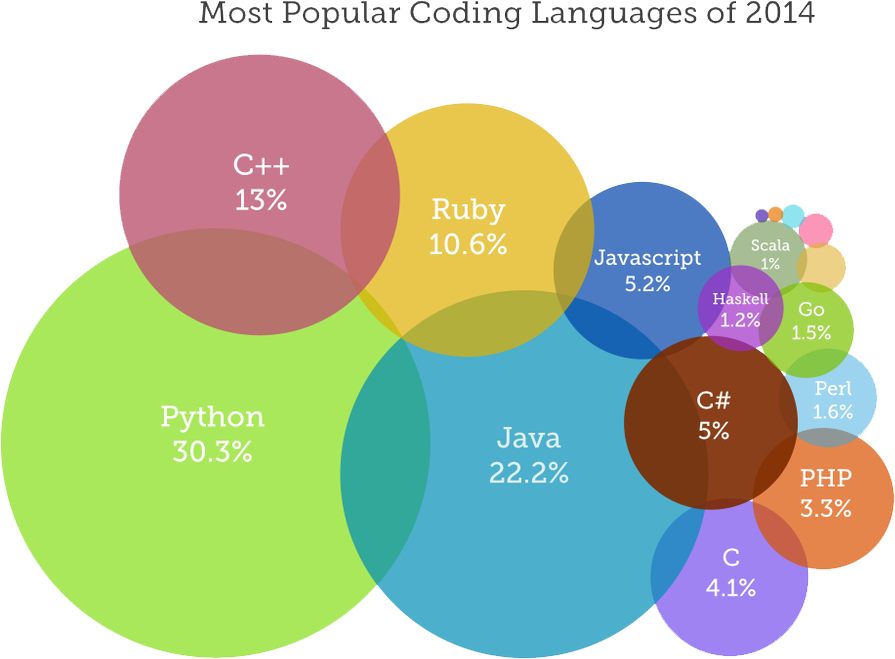 Most Popular Coding Languages of 2014
C++
13%
Ruby
10.6%
Javascript
5.2%
Scala
1%
Haskell
1.2%
Go
1.5%
Perl
1.6%
C#
5%
Python
30.3%
Java
22.2%
PHP
3.3%
C
4.1%